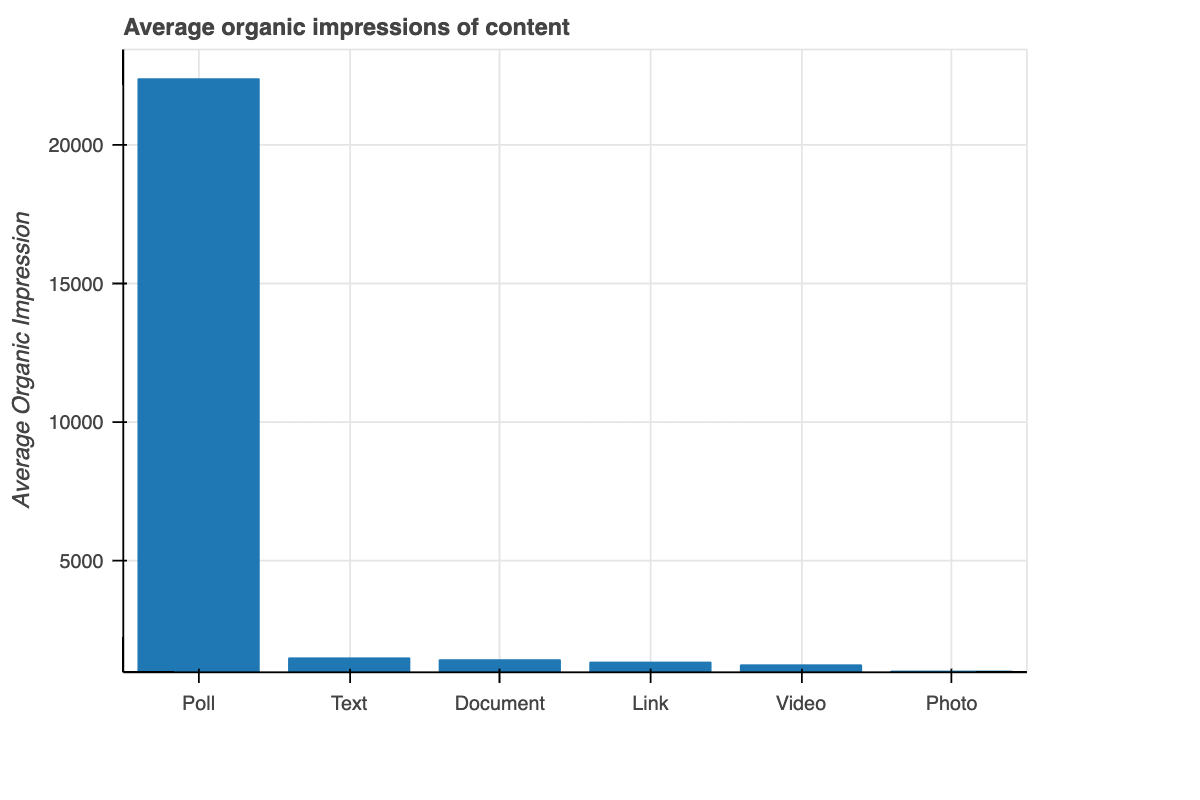 Average organic impressions of content
Average Organic Impression
20000
15000
10000
5000
Poll
Text
Document
Link
Video
Photo